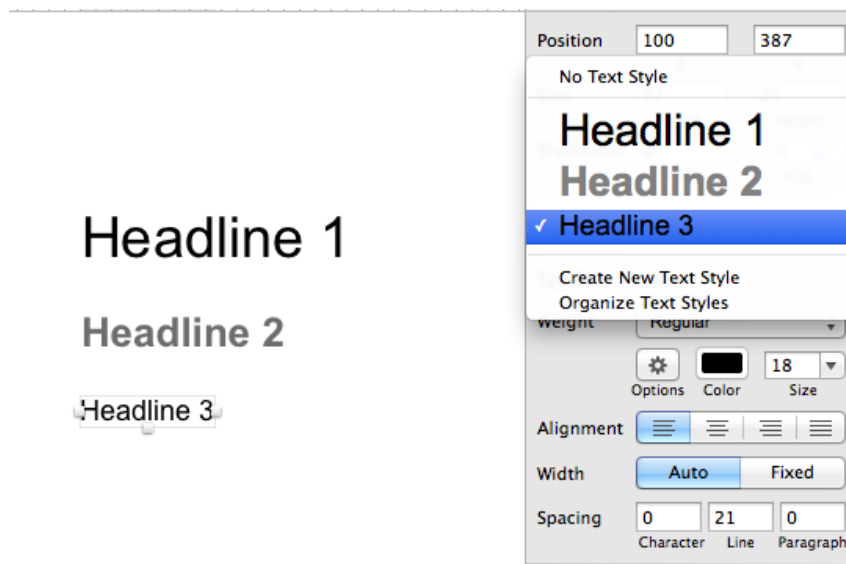 Position 100 387
No Text Style
Headline 1
Headline 2
✓ Headline 3
Create New Text Style
Organize Text Styles
Headline 1
Headline 2
Headline 3
Weight Regular
18
Options Color Size
Alignment
Width Auto Fixed
Spacing 0 21 0
Character Line Paragraph